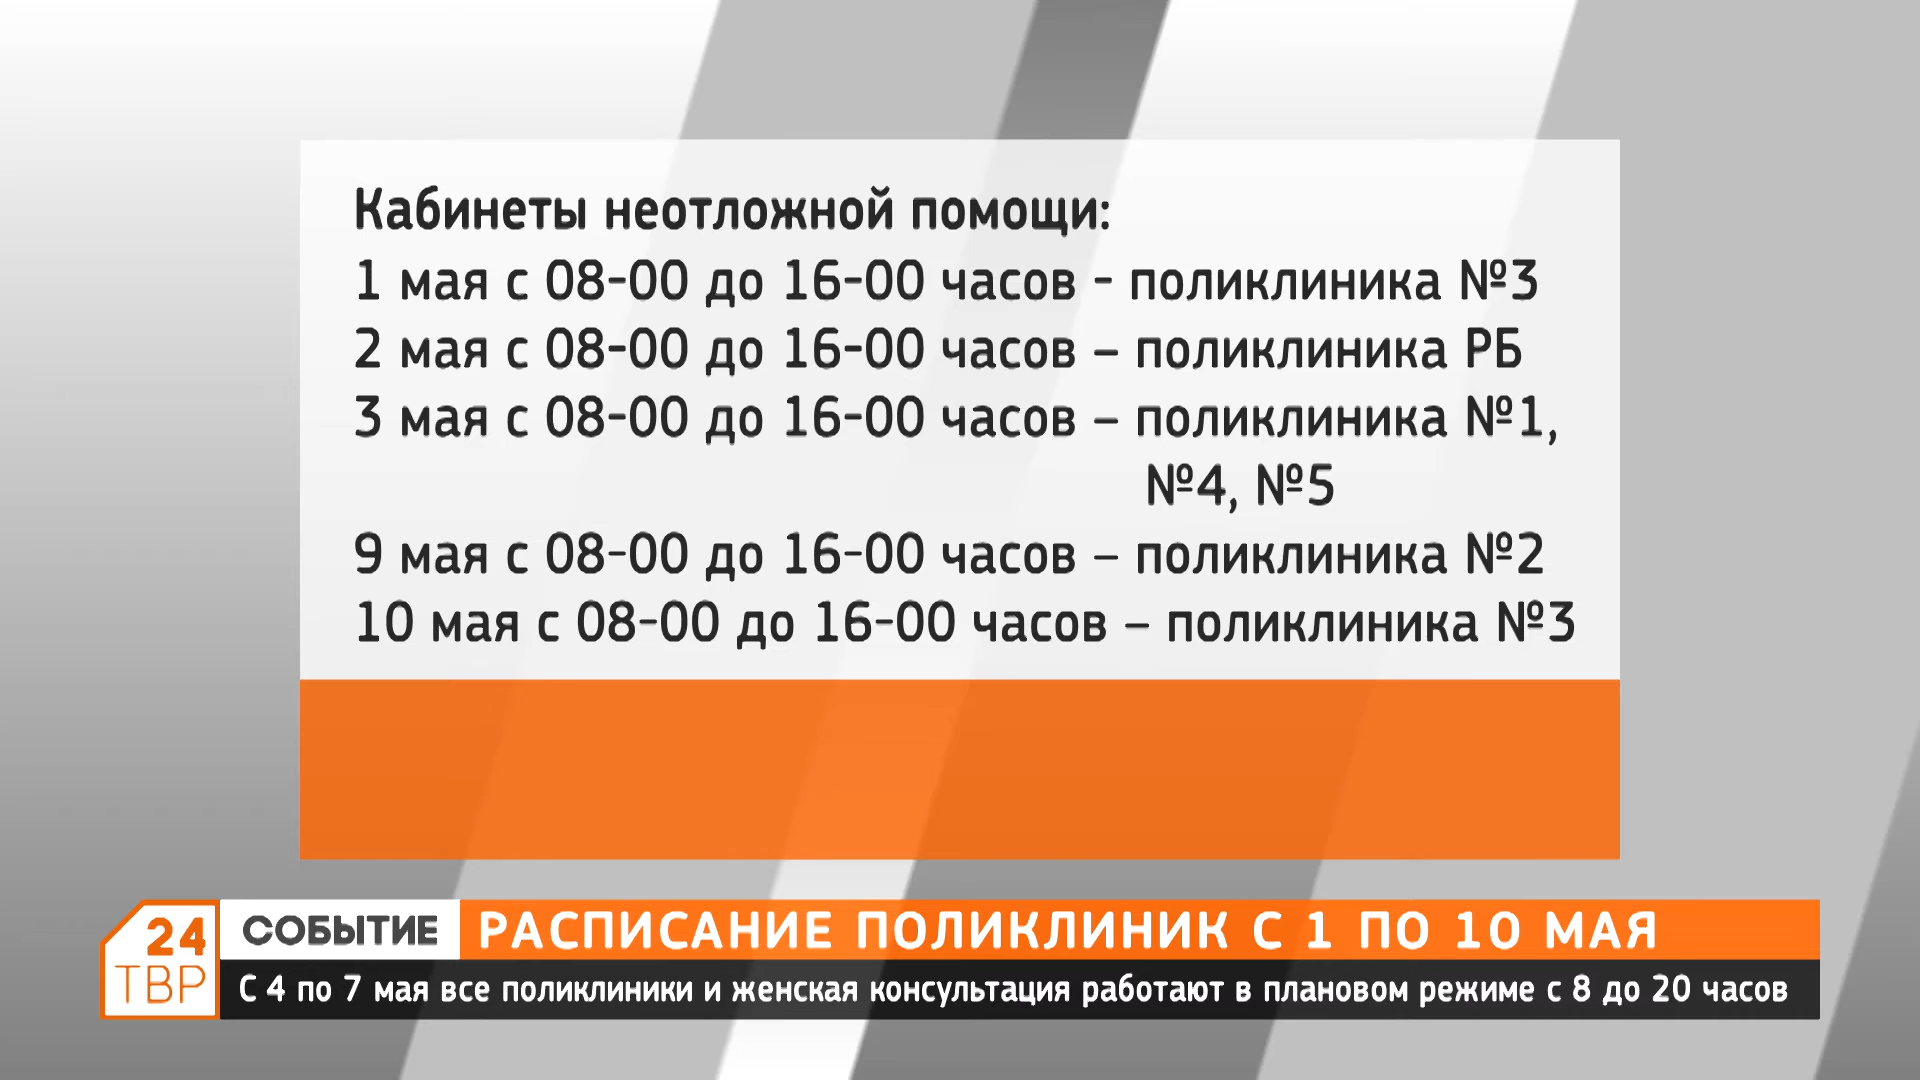 Кабинеты неотложной помощи:
1 мая с 08-00 до 16-00 часов - поликлиника №3
2 мая с 08-00 до 16-00 часов – поликлиника РБ
3 мая с 08-00 до 16-00 часов – поликлиника №1,
№4, №5
9 мая с 08-00 до 16-00 часов – поликлиника №2
10 мая с 08-00 до 16-00 часов – поликлиника №3
24
ТВР
СОБЫТИЕ
РАСПИСАНИЕ ПОЛИКЛИНИК С 1 ПО 10 МАЯ
С 4 по 7 мая все поликлиники и женская консультация работают в плановом режиме с 8 до 20 часов